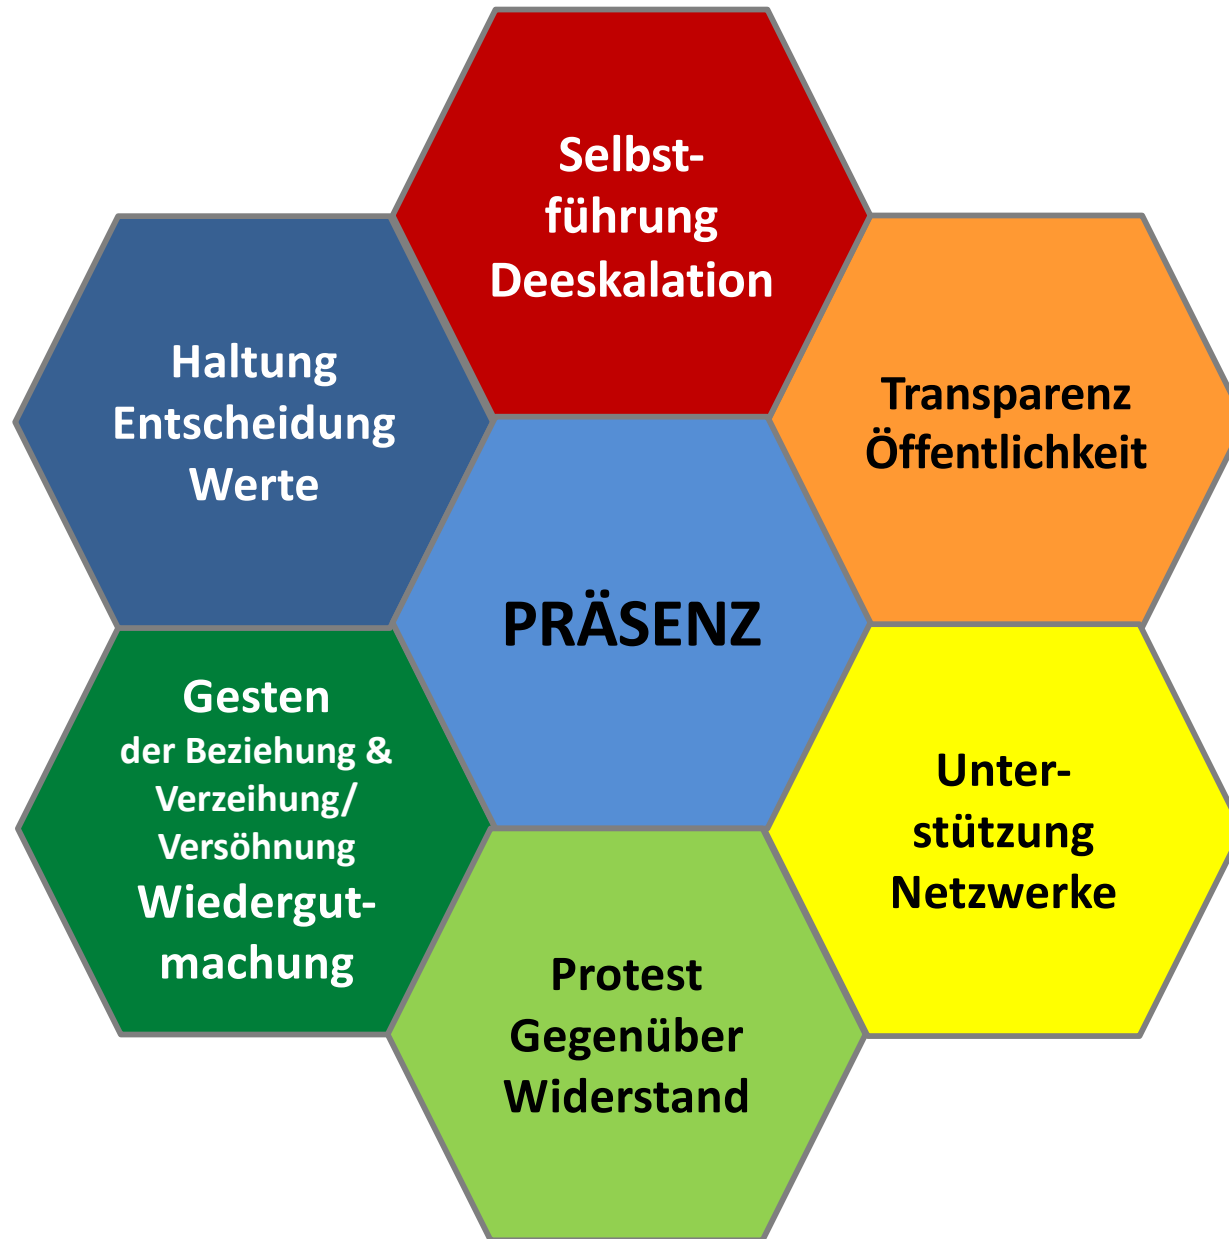 Selbst-
führung
Deeskalation
Haltung
Entscheidung
Werte
Transparenz
Öffentlichkeit
PRÄSENZ
Gesten
der Beziehung &
Verzeihung/
Versöhnung
Wiedergut-
machung
Unter-
stützung
Netzwerke
Protest
Gegenüber
Widerstand